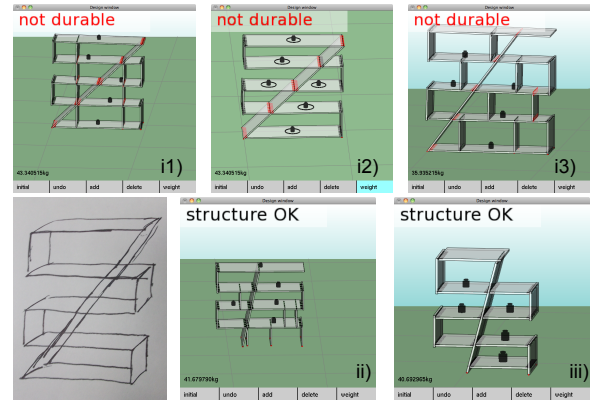 Design window
Design window
Design window
not durable
not durable
not durable
43.340515kg
i1)
43.340515kg
i2)
35.935215kg
i3)
initial undo add delete weight
initial undo add delete weight
initial undo add delete weight
Design window
Design window
structure OK
structure OK
41.679790kg
ii)
40.692965kg
iii)
initial undo add delete weight
initial undo add delete weight